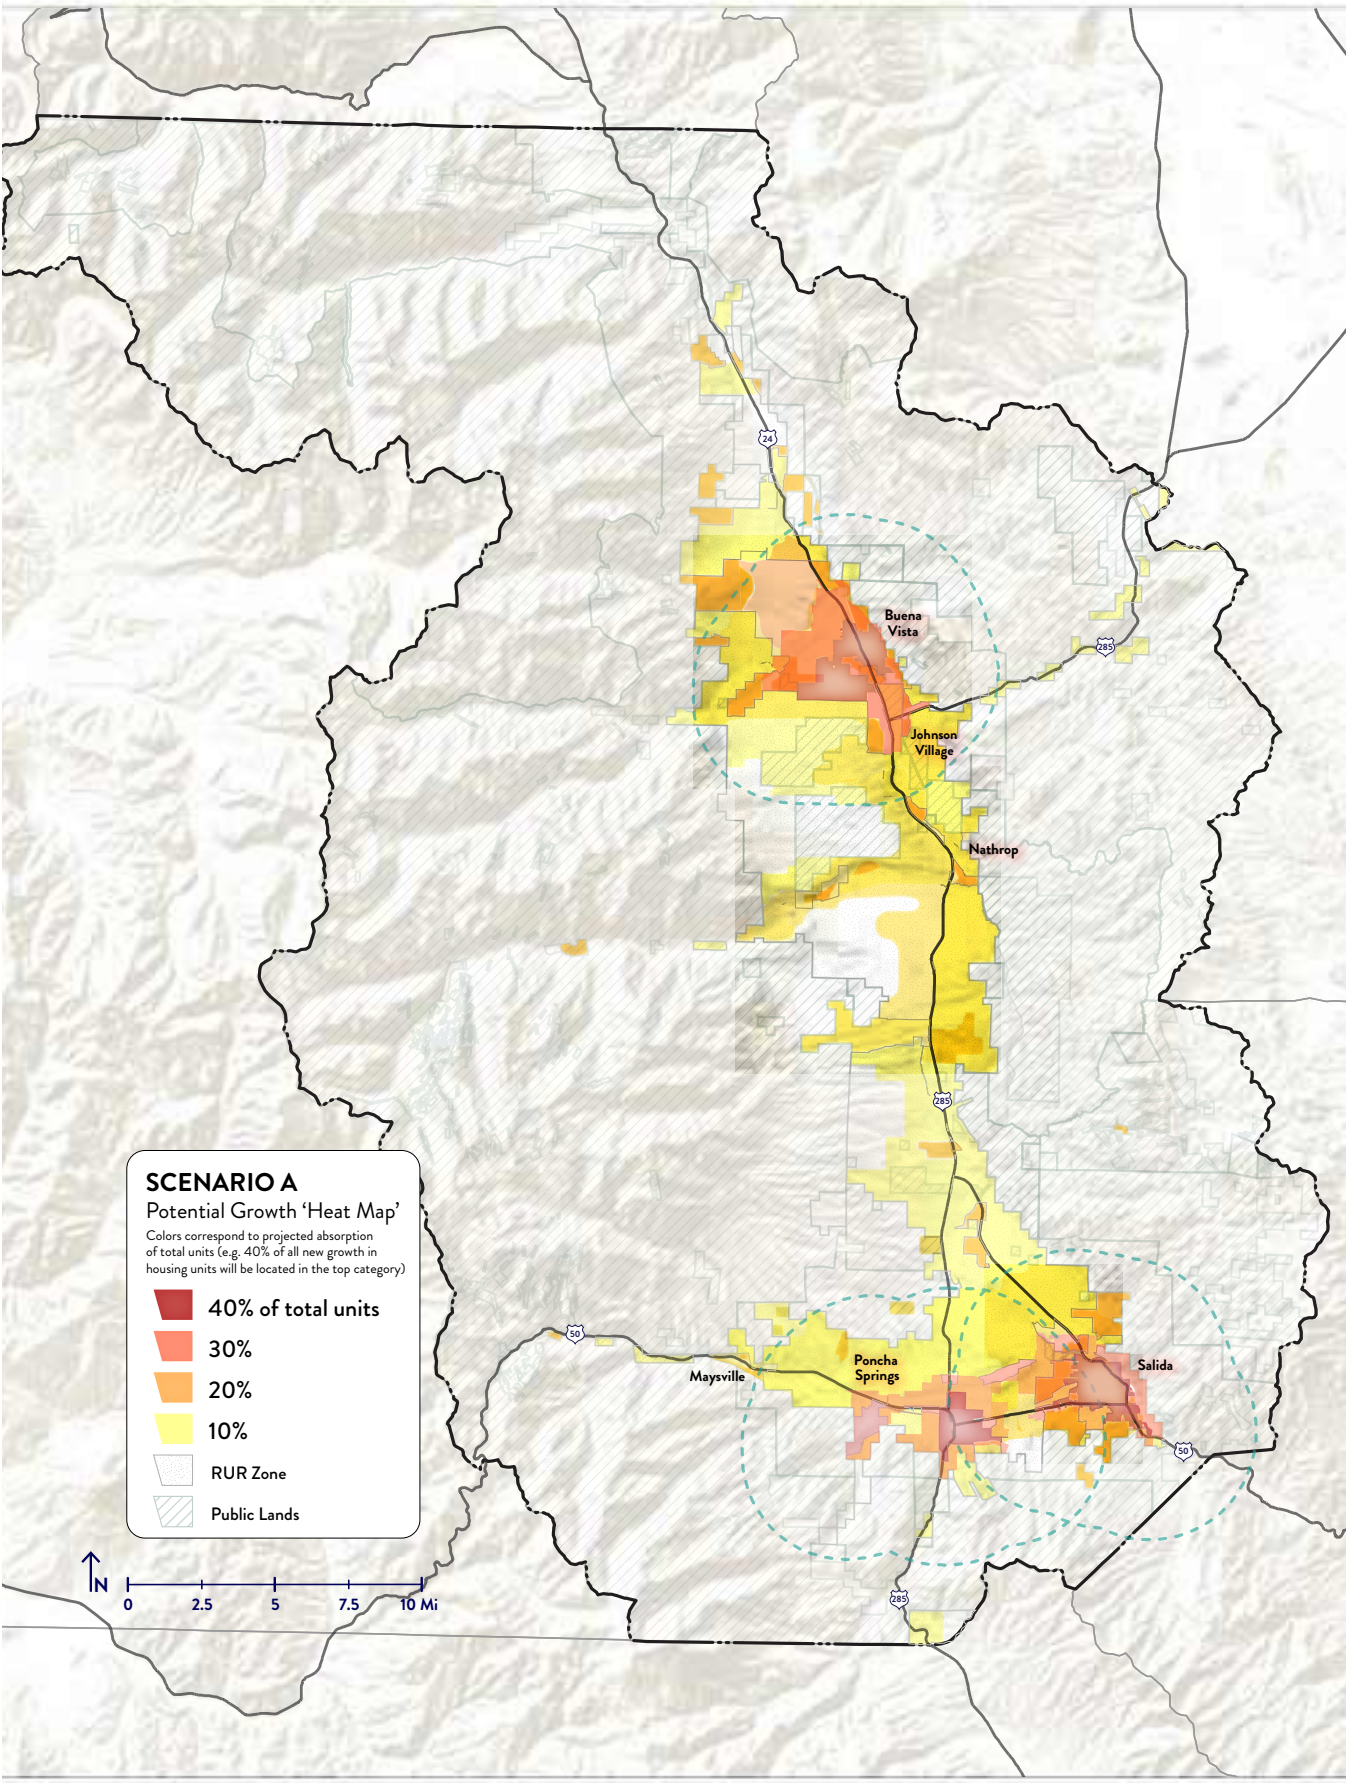 24
Buena
Vista
285
Johnson
Village
Nathrop
285
50
Maysville
Poncha
Springs
Salida
50
285
SCENARIO A
Potential Growth ‘Heat Map’
Colors correspond to projected absorption
of total units (e.g. 40% of all new growth in
housing units will be located in the top category)
40% of total units
30%
20%
10%
RUR Zone
Public Lands
N
0 2.5 5 7.5 10 Mi